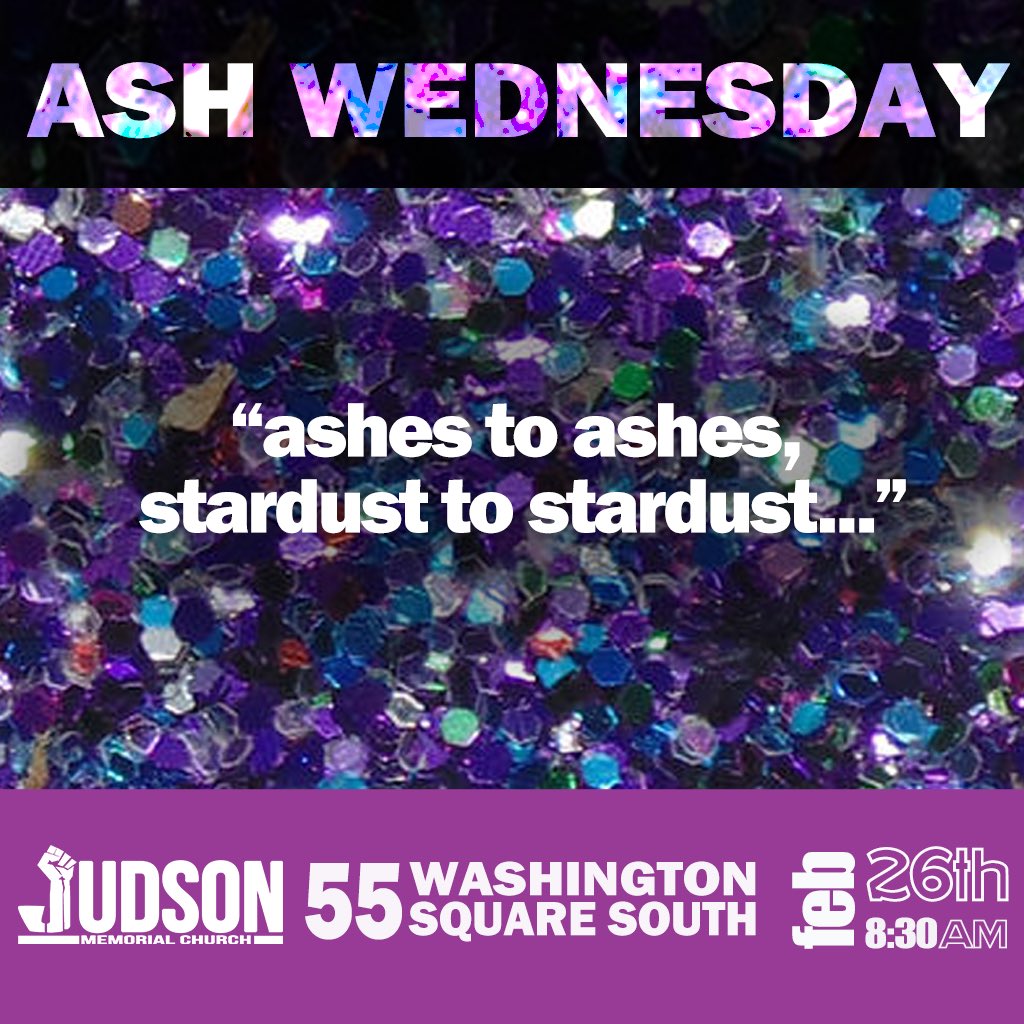 ASH WEDNESDAY
“ashes to ashes,
stardust to stardust...”
JUDSON
MEMORIAL CHURCH
55 WASHINGTON
SQUARE SOUTH
feb 26th
8:30AM